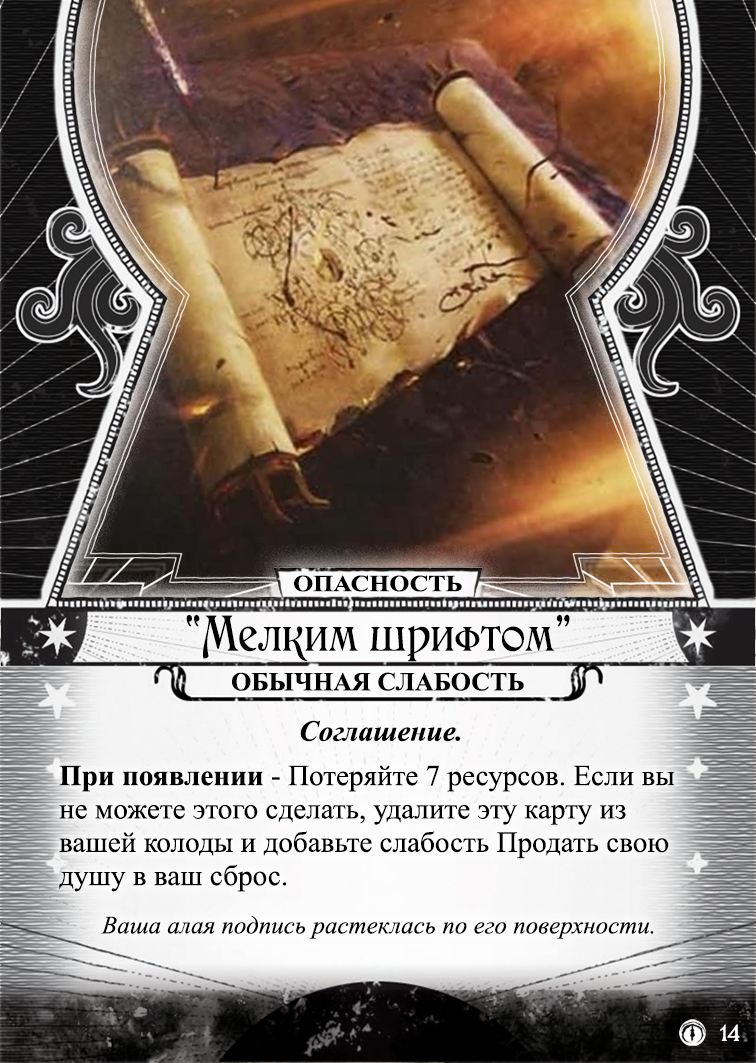 ОПАСНОСТЬ
"Мелким шрифтом"
ОБЫЧНАЯ СЛАБОСТЬ
Соглашение.
При появлении - Потеряйте 7 ресурсов. Если вы
не можете этого сделать, удалите эту карту из
вашей колоды и добавьте слабость Продать свою
душу в ваш сброс.
Ваша алая подпись растеклась по его поверхности.
14